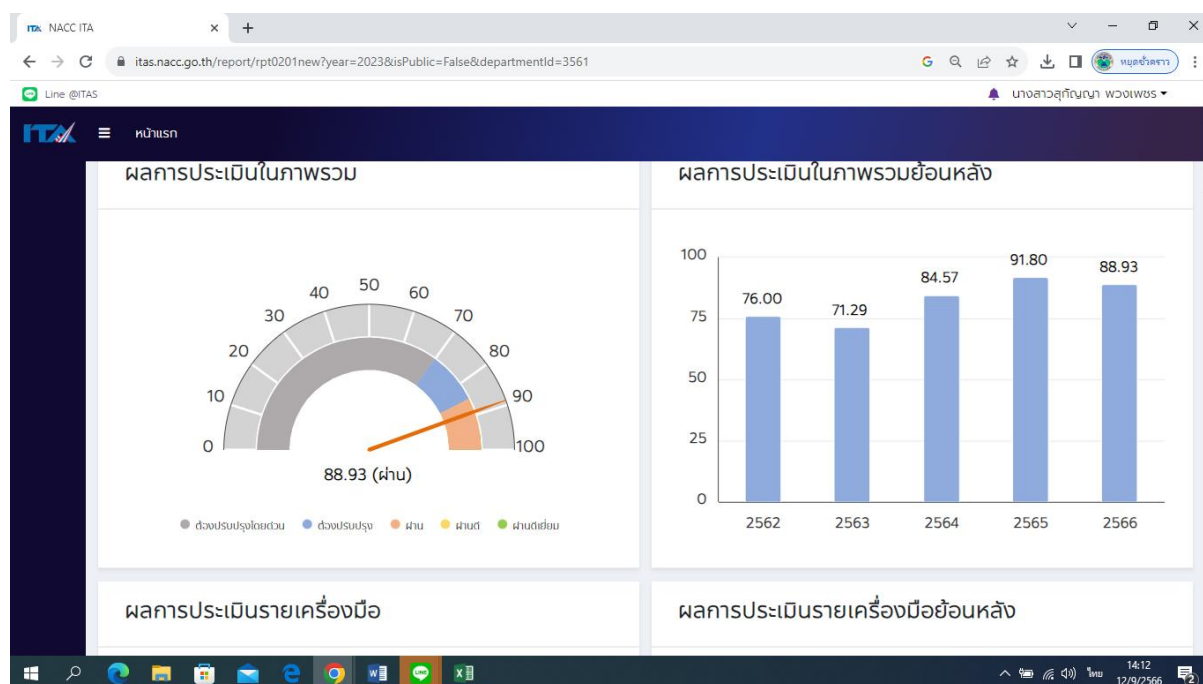 ITA NACC ITA
itas.nacc.go.th/report/rpt0201new?year=2023&isPublic=False&departmentId=3561
หยุดชั่วคราว
Line @ITAS
นางสาวสุกัญญา พวงเพชร
ITA หน้าแรก
ผลการประเมินในภาพรวม
0
10
20
30
40
50
60
70
80
90
100
88.93 (ผ่าน)
ต้องปรับปรุงโดยด่วน ต้องปรับปรุง ผ่าน ผ่านดี ผ่านดีเยี่ยม
ผลการประเมินในภาพรวมย้อนหลัง
100
75
50
25
0
76.00
71.29
84.57
91.80
88.93
2562 2563 2564 2565 2566
ผลการประเมินรายเครื่องมือ
ผลการประเมินรายเครื่องมือย้อนหลัง
ไทย
14:12
12/9/2566
2